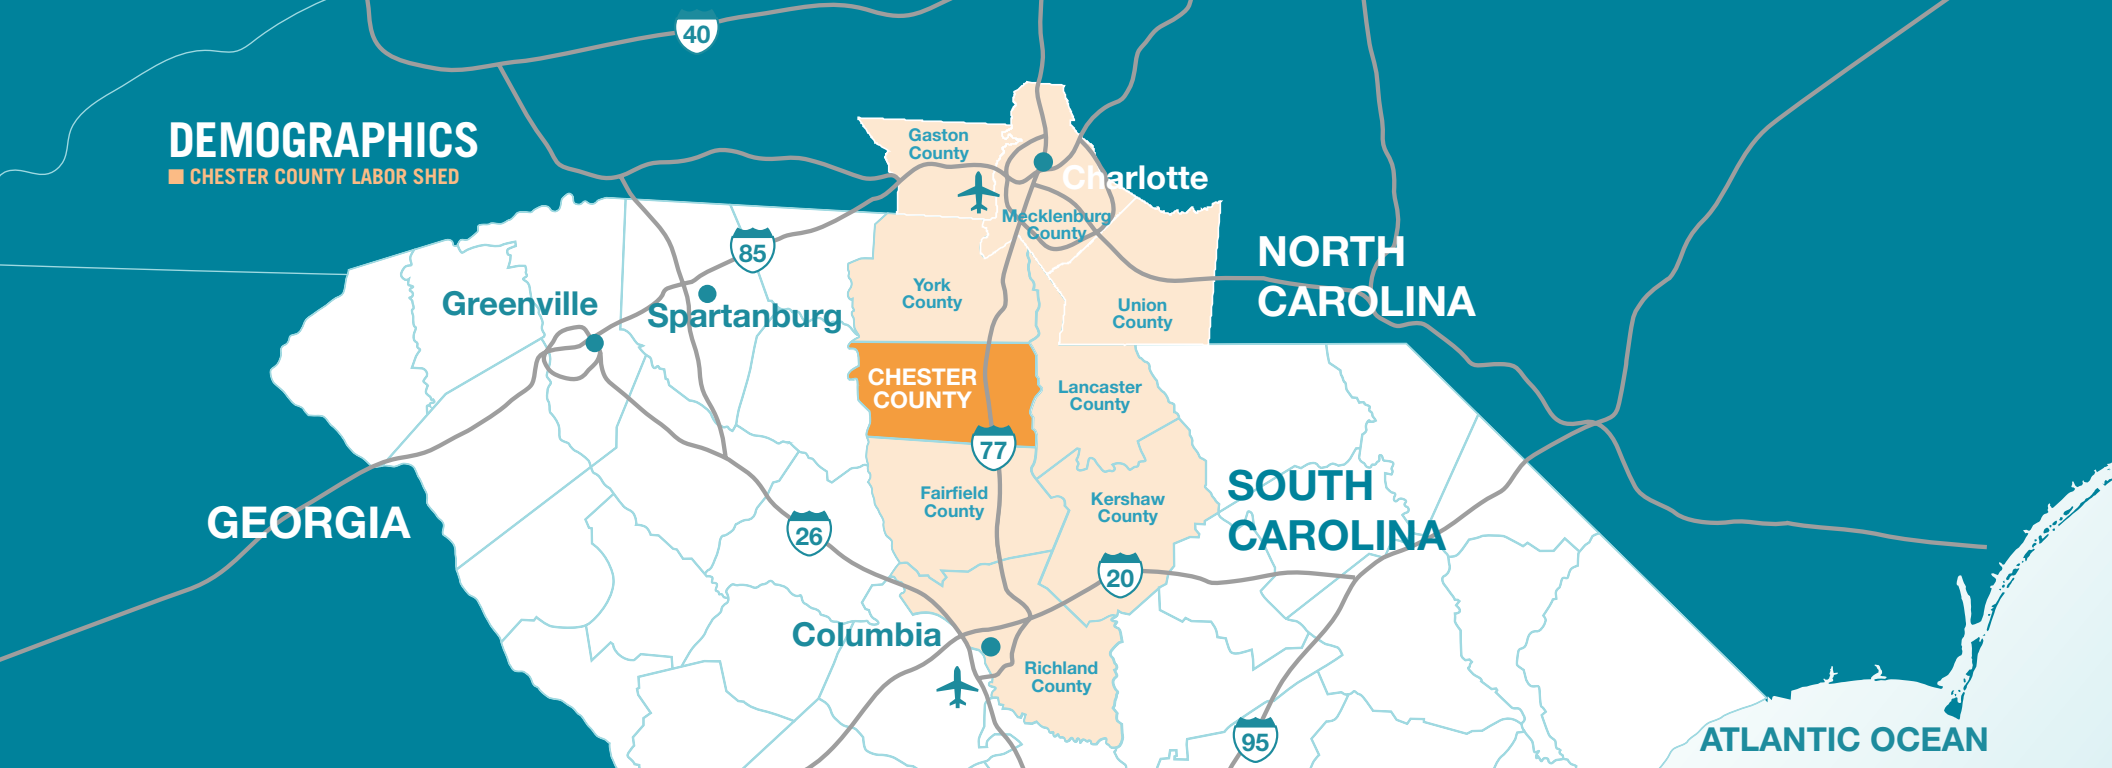 40
DEMOGRAPHICS
CHESTER COUNTY LABOR SHED
Gaston
County
Charlotte
Mecklenburg
County
85
NORTH
CAROLINA
Greenville
Spartanburg
York
County
Union
County
CHESTER
COUNTY
Lancaster
County
77
GEORGIA
26
Fairfield
County
Kershaw
County
SOUTH
CAROLINA
20
Columbia
Richland
County
95
ATLANTIC OCEAN